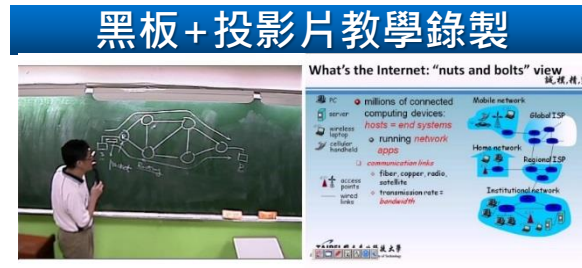 黑板+投影片教學錄製
What's the Internet: "nuts and bolts" view
PC
server
wireless
laptop
cellular
handheld
access
points
wired
links
millions of connected
computing devices:
hosts = end systems
running network
apps
communication links
fiber, copper, radio,
satellite
transmission rate =
bandwidth
Mobile network
Global ISP
Home network
Regional ISP
Institutional network